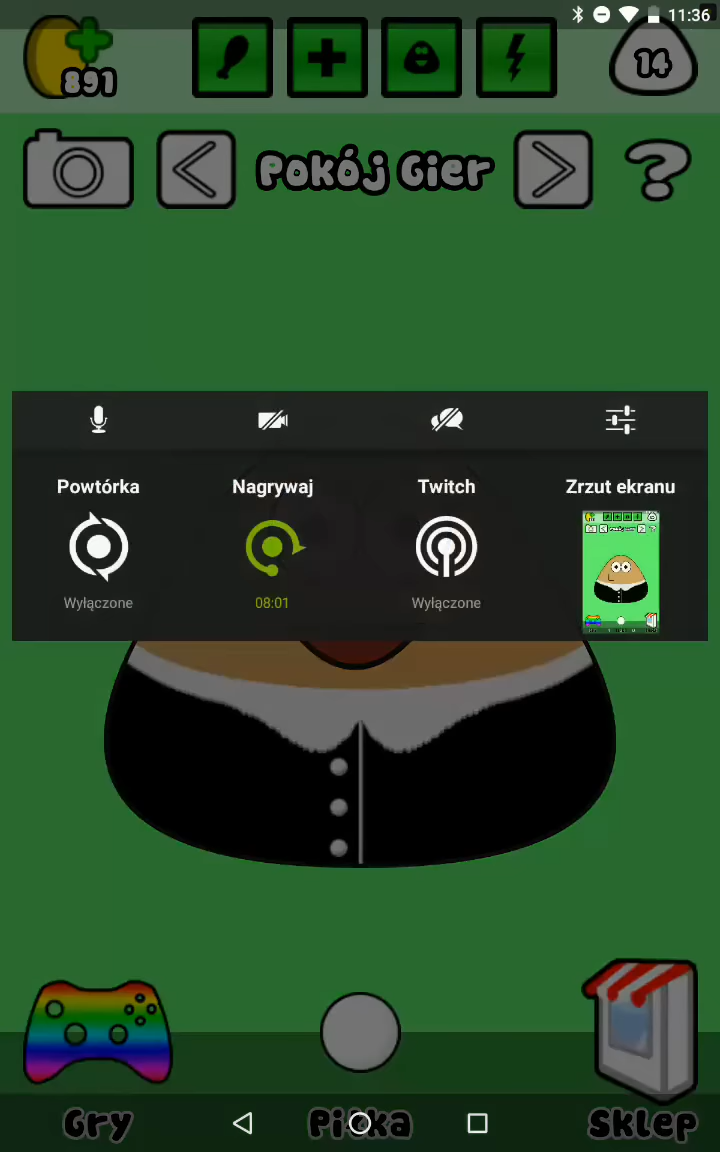 11:36
891
14
Pokój Gier
Powtórka
Nagrywaj
Twitch
Zrzut ekranu
Wyłączone
08:01
Wyłączone
Gry
Piłka
Sklep